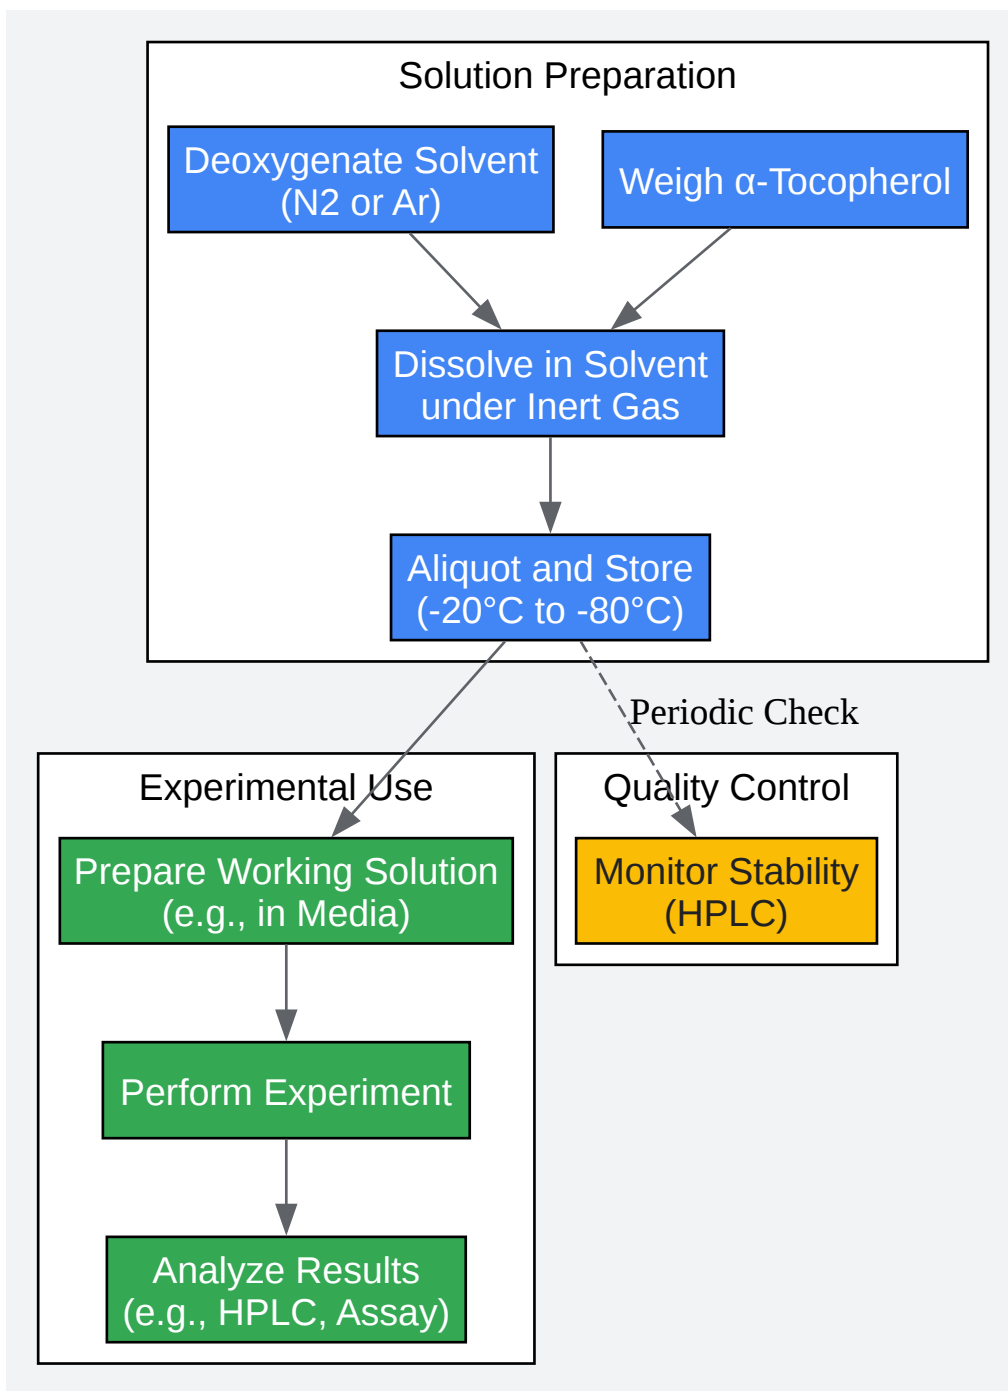 Solution Preparation
Deoxygenate Solvent
(N2 or Ar)
Weigh α-Tocopherol
Dissolve in Solvent
under Inert Gas
Aliquot and Store
(-20°C to -80°C)
Periodic Check
Experimental Use
Quality Control
Prepare Working Solution
(e.g., in Media)
Monitor Stability
(HPLC)
Perform Experiment
Analyze Results
(e.g., HPLC, Assay)